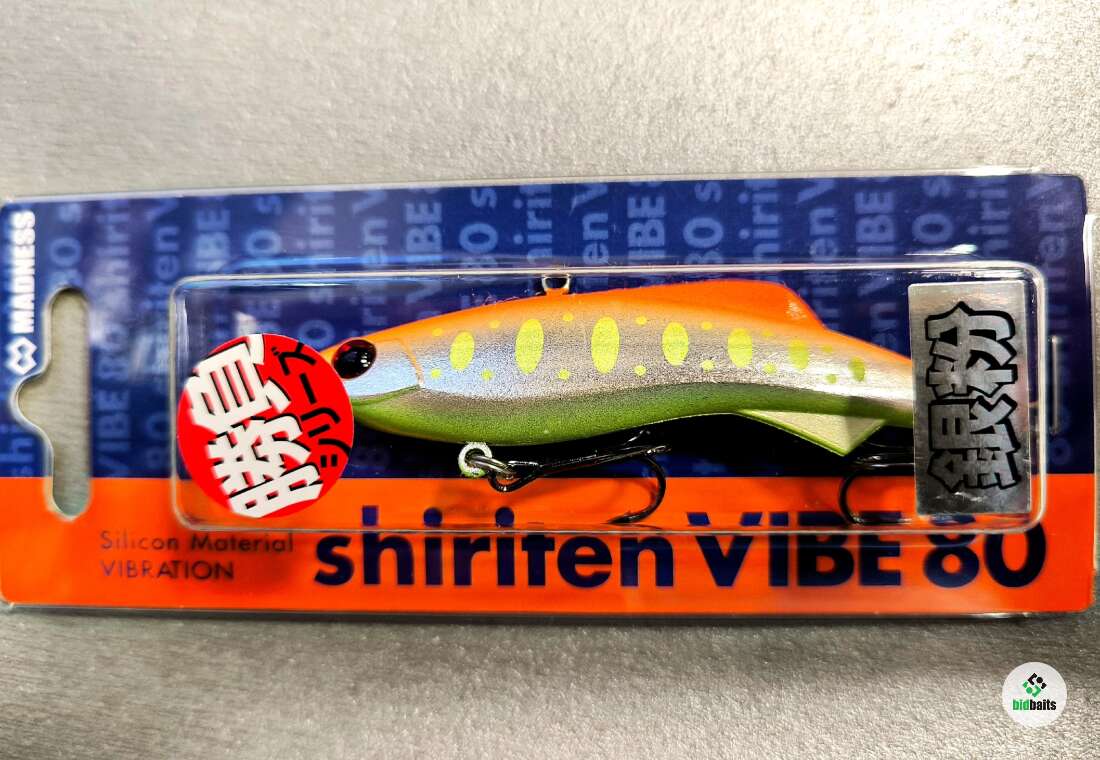 MADNESS
勝負
シリーズ
銀粉
Silicon Material
VIBRATION
shiriten VIBE 80
bidbaits